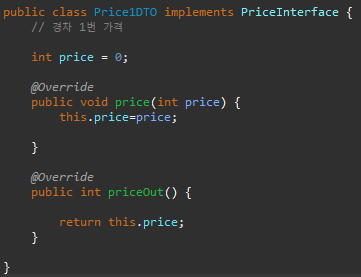 public class Price1DTO implements PriceInterface {
// 경차 1번 가격
int price = 0;
@Override
public void price(int price) {
this.price=price;
}
@Override
public int priceOut() {
return this.price;
}
}